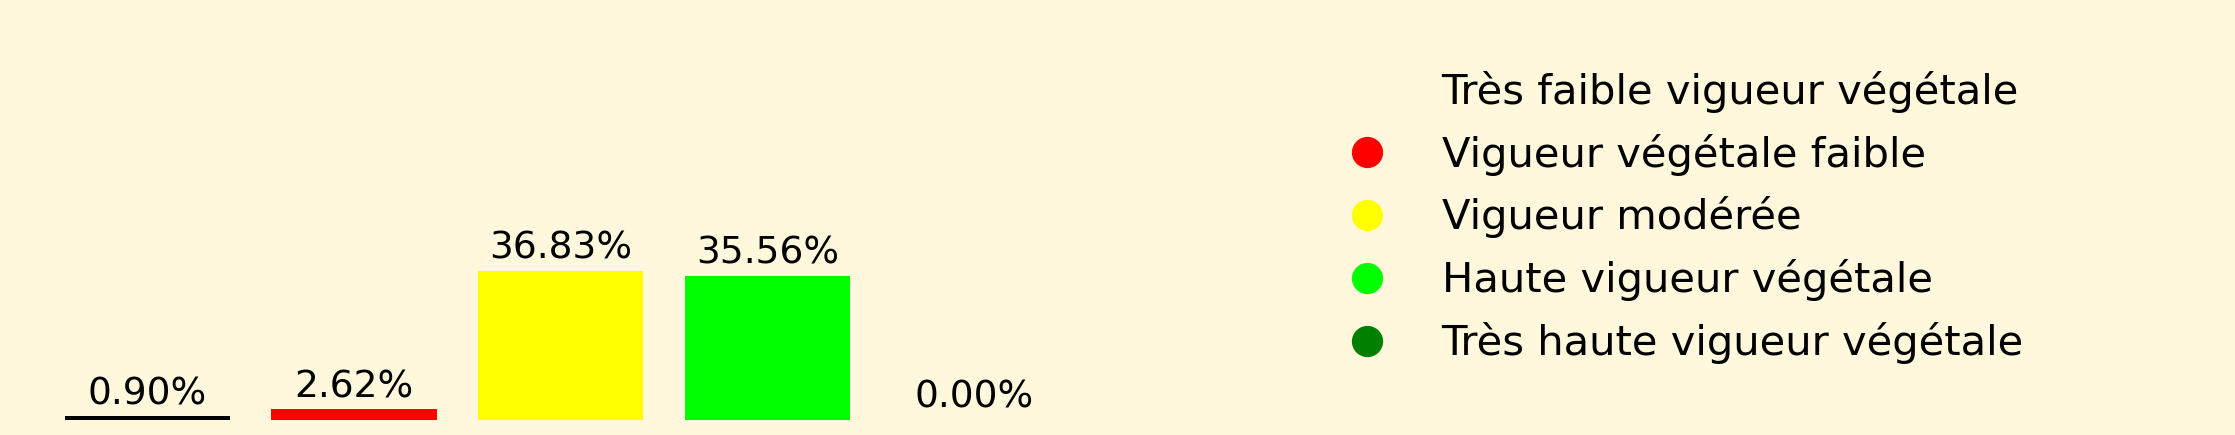 0.90%
2.62%
36.83%
35.56%
0.00%
Très faible vigueur végétale
Vigueur végétale faible
Vigueur modérée
Haute vigueur végétale
Très haute vigueur végétale